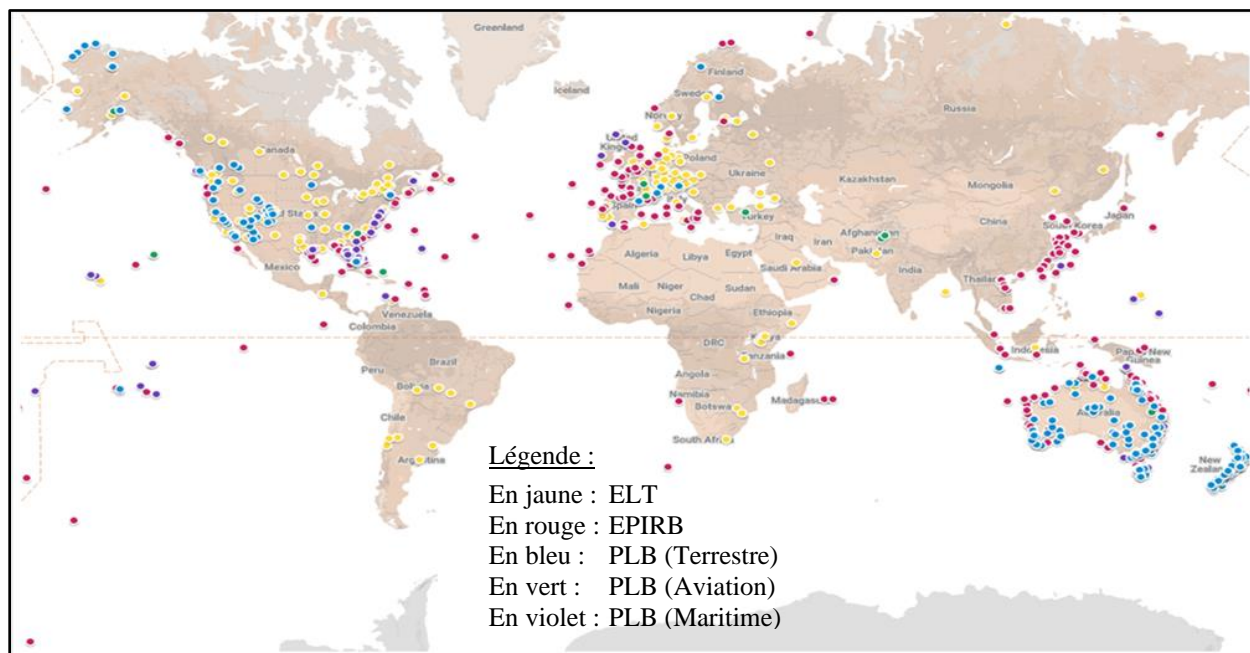 Greenland
Iceland
Finland
Sweden
Norway
Russia
United
Kingdom
Canada
Poland
Ukraine
Kazakhstan
Mongolia
Spain
Turkey
United States
China
Japan
South Korea
Afghanistan
Iraq
Iran
Pakistan
Algeria
Libya
Egypt
Saudi Arabia
India
Mexico
Mali
Niger
Chad
Sudan
Thailand
Venezuela
Nigeria
Ethiopia
Colombia
DRC
Kenya
Indonesia
Tanzania
Papua New
Guinea
Peru
Brazil
Angola
Bolivia
Namibia
Botswana
Madagascar
Australia
Chile
South Africa
Argentina
New
Zealand
Légende :
En jaune : ELT
En rouge : EPIRB
En bleu : PLB (Terrestre)
En vert : PLB (Aviation)
En violet : PLB (Maritime)